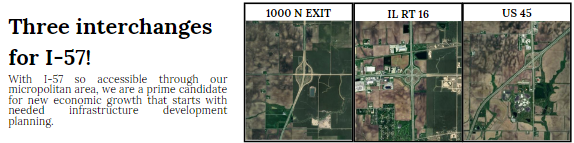 Three interchanges
for I-57!
With I-57 so accessible through our
micropolitan area, we are a prime candidate
for new economic growth that starts with
needed infrastructure development
planning.
1000 N EXIT
IL RT 16
US 45